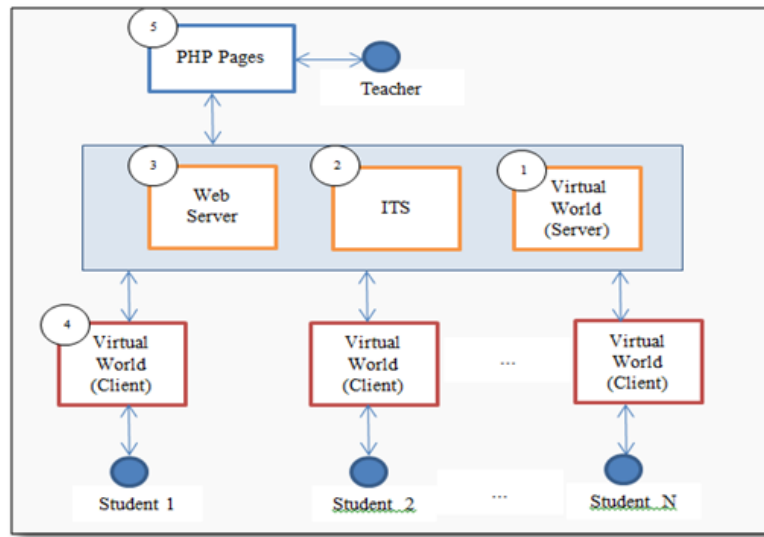 5
PHP Pages
Teacher
3
Web
Server
2
ITS
1
Virtual
World
(Server)
4
Virtual
World
(Client)
Virtual
World
(Client)
...
Virtual
World
(Client)
Student 1
Student 2
...
Student N